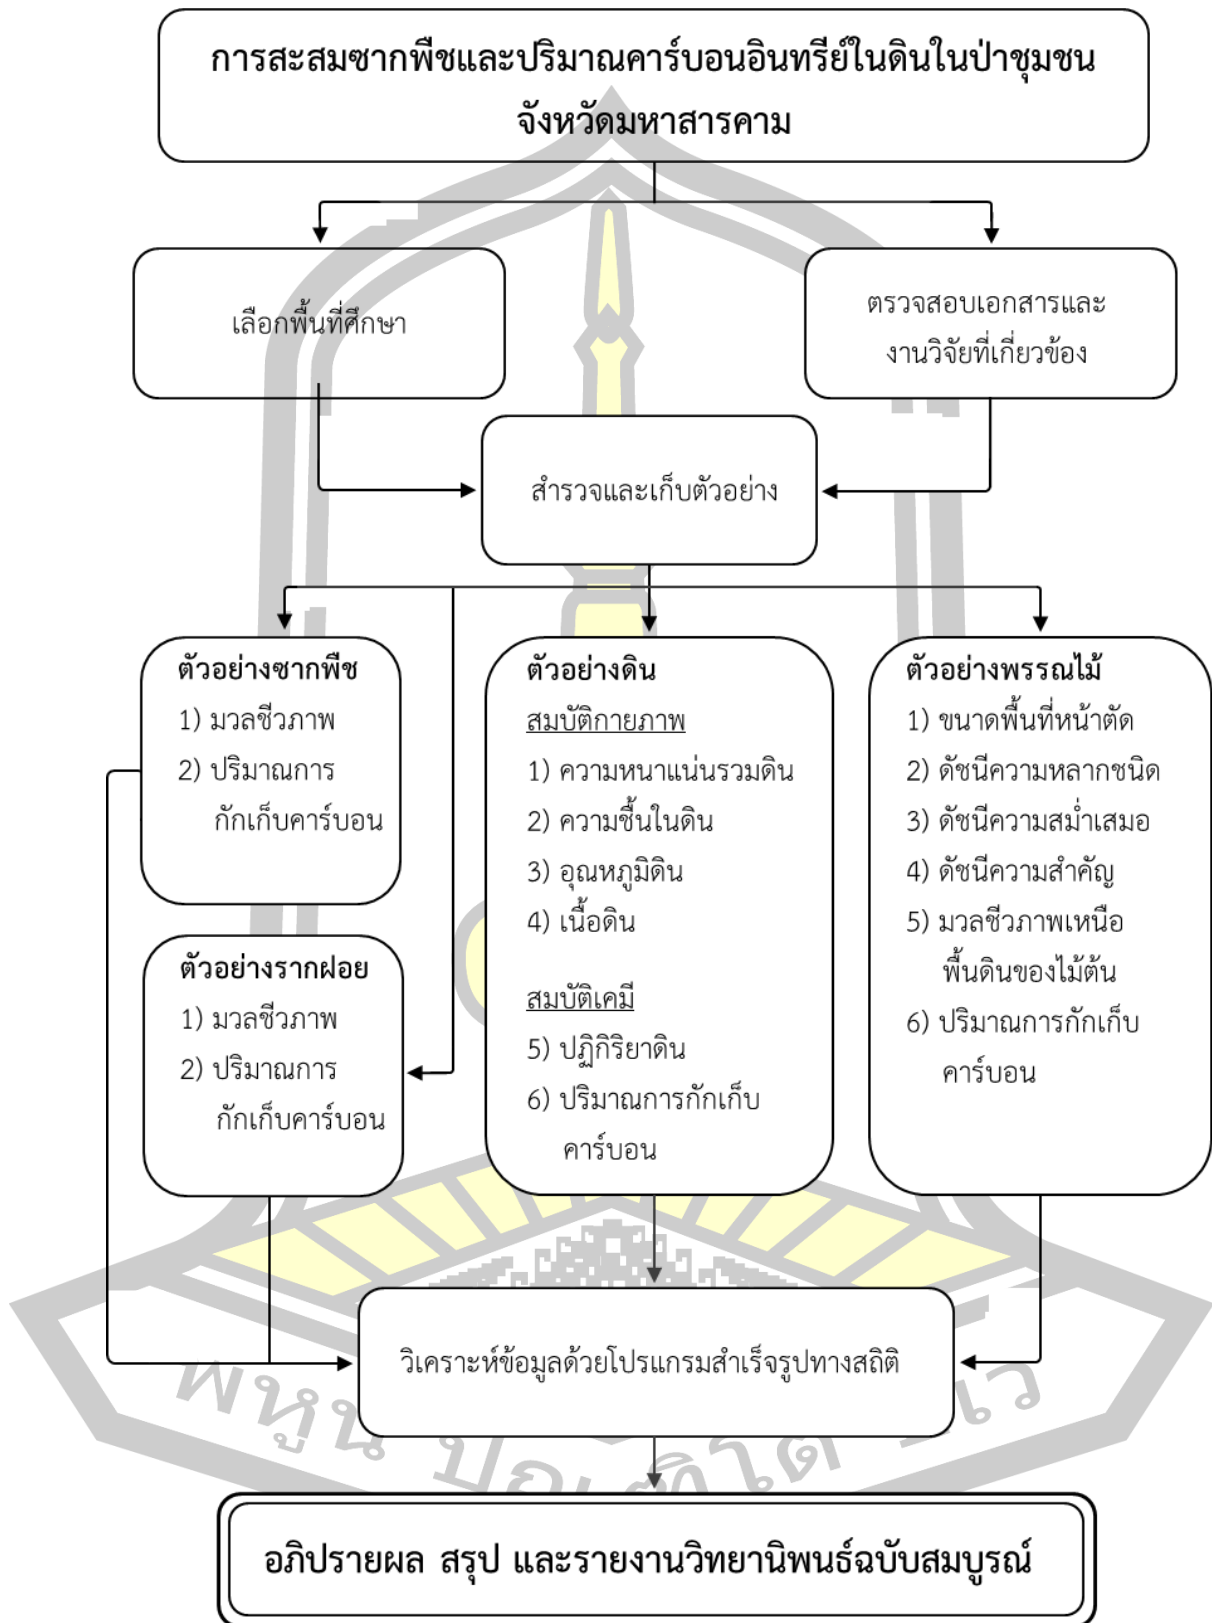 การสะสมซากพืชและปริมาณคาร์บอนอินทรีย์ในดินในป่าชุมชน
จังหวัดมหาสารคาม
เลือกพื้นที่ศึกษา
ตรวจสอบเอกสารและ
งานวิจัยที่เกี่ยวข้อง
สำรวจและเก็บตัวอย่าง
ตัวอย่างซากพืช
1) มวลชีวภาพ
2) ปริมาณการ
กักเก็บคาร์บอน
ตัวอย่างรากฝอย
1) มวลชีวภาพ
2) ปริมาณการ
กักเก็บคาร์บอน
ตัวอย่างดิน
สมบัติกายภาพ
1) ความหนาแน่นรวมดิน
2) ความชื้นในดิน
3) อุณหภูมิดิน
4) เนื้อดิน
สมบัติเคมี
5) ปฏิกิริยาดิน
6) ปริมาณการกักเก็บ
คาร์บอน
ตัวอย่างพรรณไม้
1) ขนาดพื้นที่หน้าตัด
2) ดัชนีความหลากชนิด
3) ดัชนีความสม่ำเสมอ
4) ดัชนีความสำคัญ
5) มวลชีวภาพเหนือ
พื้นดินของไม้ต้น
6) ปริมาณการกักเก็บ
คาร์บอน
วิเคราะห์ข้อมูลด้วยโปรแกรมสำเร็จรูปทางสถิติ
พหูน
อภิปรายผล สรุป และรายงานวิทยานิพนธ์ฉบับสมบูรณ์